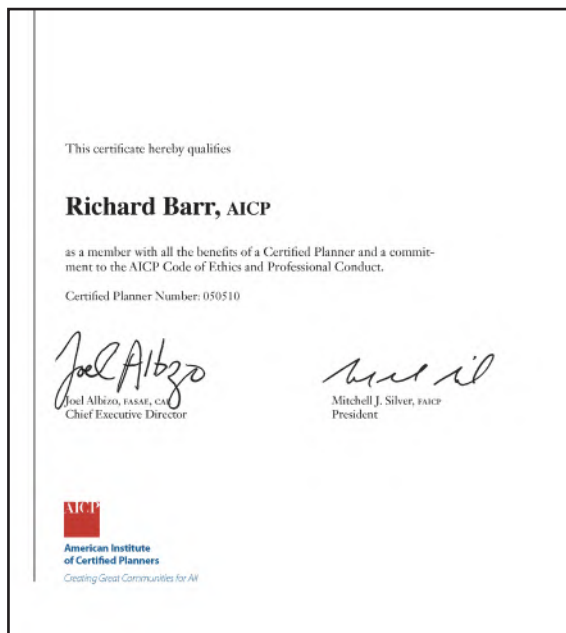 This certificate hereby qualifies
Richard Barr, AICP
as a member with all the benefits of a Certified Planner and a commit-
ment to the AICP Code of Ethics and Professional Conduct.
Certified Planner Number: 050510
Joel Albizo
Joel Albizo, FASAE, CAE
Chief Executive Director
Mitchell J. Silver, FAICP
President
AICP
American Institute
of Certified Planners
Creating Great Communities for All